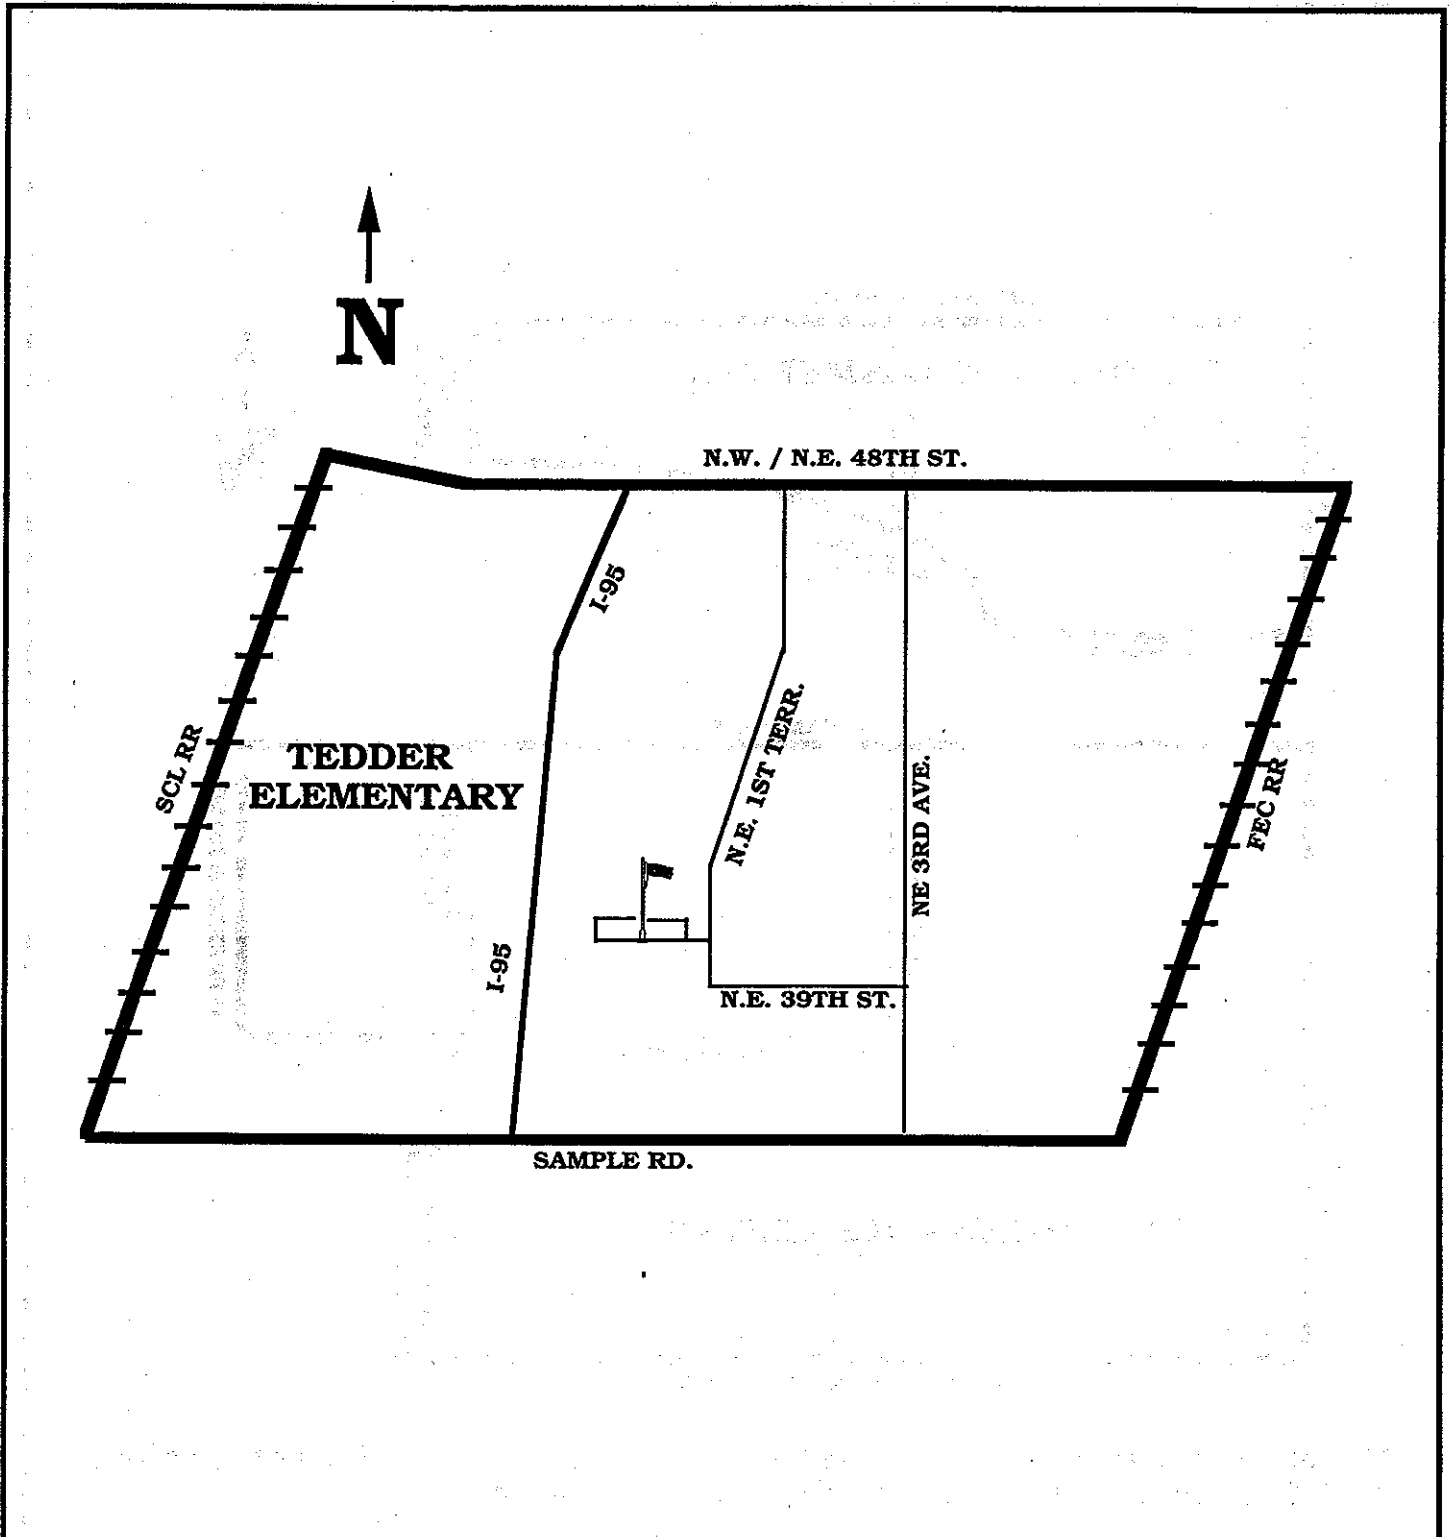 N
N.W. / N.E. 48TH ST.
I-95
N.E. 1ST TERR.
SCL RR
TEDDER
ELEMENTARY
NE 3RD AVE.
FEC RR
I-95
N.E. 39TH ST.
SAMPLE RD.